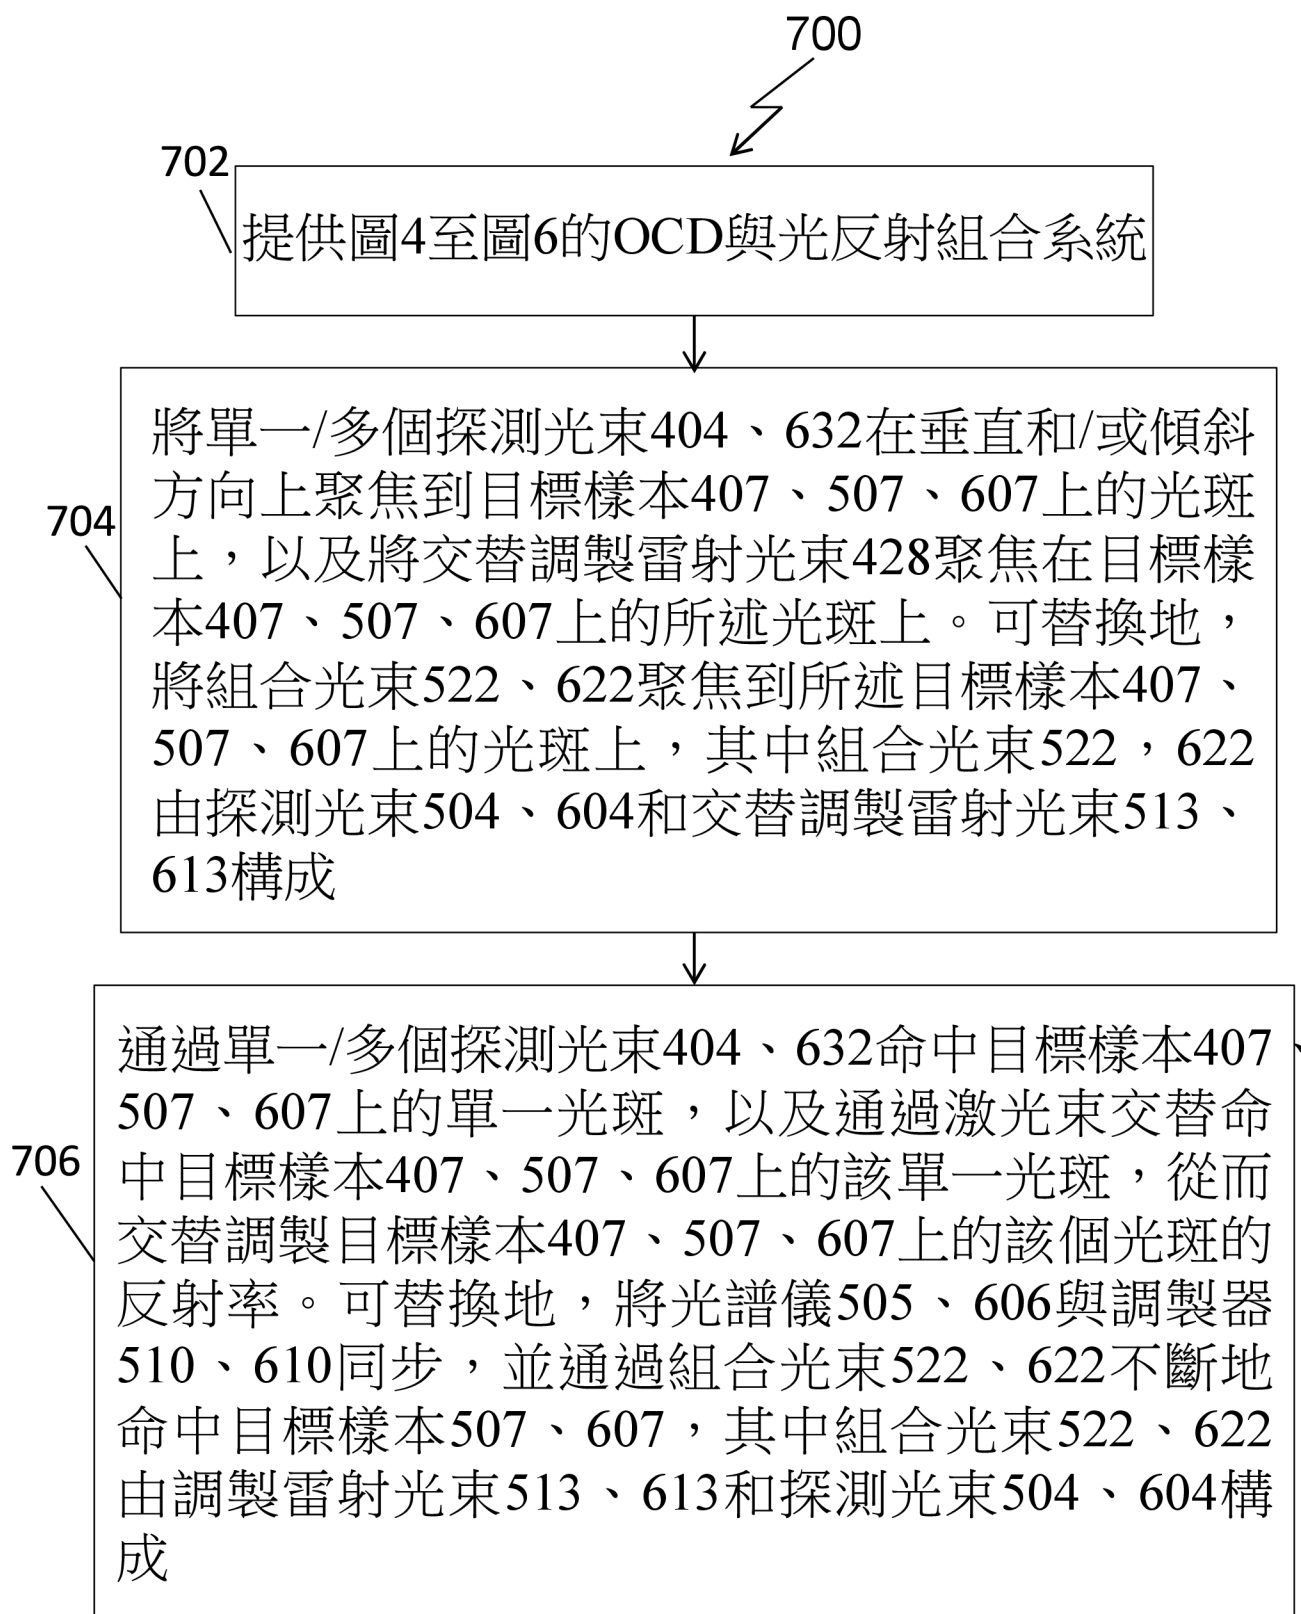 700
702
提供圖4至圖6的OCD與光反射組合系統
704
將單一/多個探測光束404、632在垂直和/或傾斜
方向上聚焦到目標樣本407、507、607上的光斑
上，以及將交替調製雷射光束428聚焦在目標樣
本407、507、607上的所述光斑上。可替換地，
將組合光束522、622聚焦到所述目標樣本407、
507、607上的光斑上，其中組合光束522，622
由探測光束504、604和交替調製雷射光束513、
613構成
706
通過單一/多個探測光束404、632命中目標樣本407、
507、607上的單一光斑，以及通過激光束交替命
中目標樣本407、507、607上的該單一光斑，從而
交替調製目標樣本407、507、607上的該個光斑的
反射率。可替換地，將光譜儀505、606與調製器
510、610同步，並通過組合光束522、622不斷地
命中目標樣本507、607，其中組合光束522、622
由調製雷射光束513、613和探測光束504、604構
成